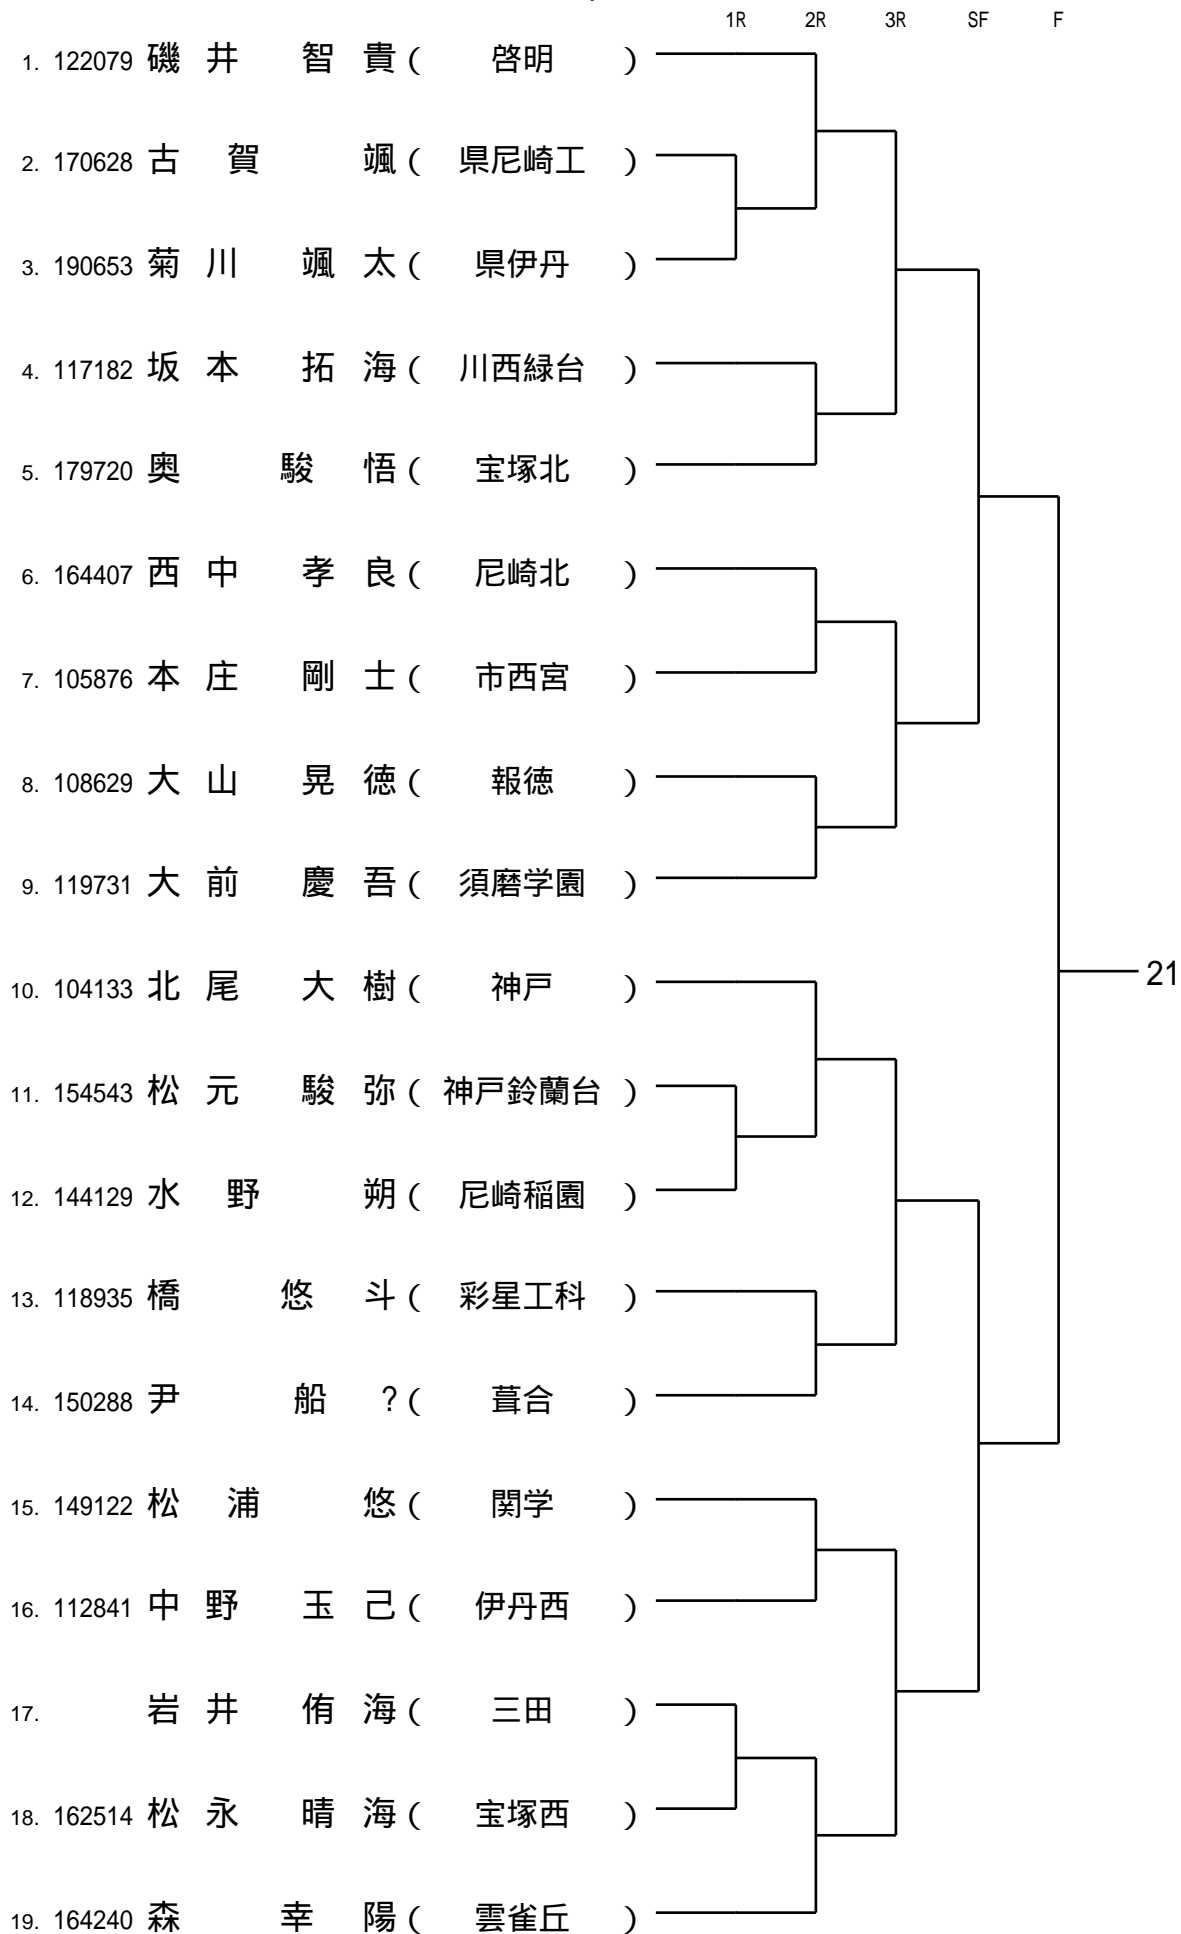 1R 2R 3R SF F
1. 122079 磯井 智貴 ( 啓明 )
2. 170628 古賀 颯 ( 県尼崎工 )
3. 190653 菊川 颯太 ( 県伊丹 )
4. 117182 坂本 拓海 ( 川西緑台 )
5. 179720 奥 駿悟 ( 宝塚北 )
6. 164407 西中 孝良 ( 尼崎北 )
7. 105876 本庄 剛士 ( 市西宮 )
8. 108629 大山 晃徳 ( 報徳 )
9. 119731 大前 慶吾 ( 須磨学園 )
10. 104133 北尾 大樹 ( 神戸 )
21
11. 154543 松元 駿弥 ( 神戸鈴蘭台 )
12. 144129 水野 朔 ( 尼崎稲園 )
13. 118935 橋 悠斗 ( 彩星工科 )
14. 150288 尹 船? ( 葺合 )
15. 149122 松浦 悠 ( 関学 )
16. 112841 中野 玉己 ( 伊丹西 )
17. 岩井 侑海 ( 三田 )
18. 162514 松永 晴海 ( 宝塚西 )
19. 164240 森 幸陽 ( 雲雀丘 )